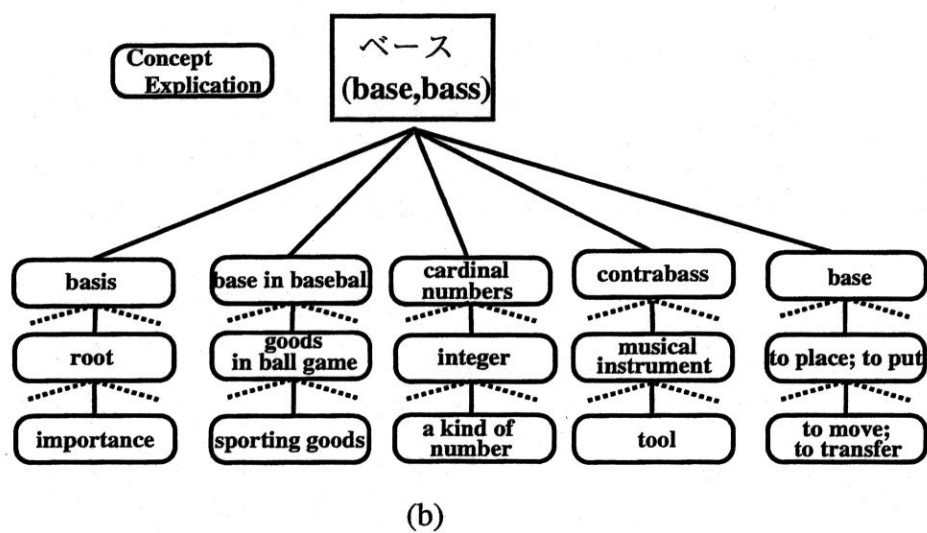 Concept
Explication
ベース
(base,bass)
basis
base in baseball
cardinal
numbers
contrabass
base
root
goods
in ball game
integer
musical
instrument
to place; to put
importance
sporting goods
a kind of
number
tool
to move;
to transfer
(b)